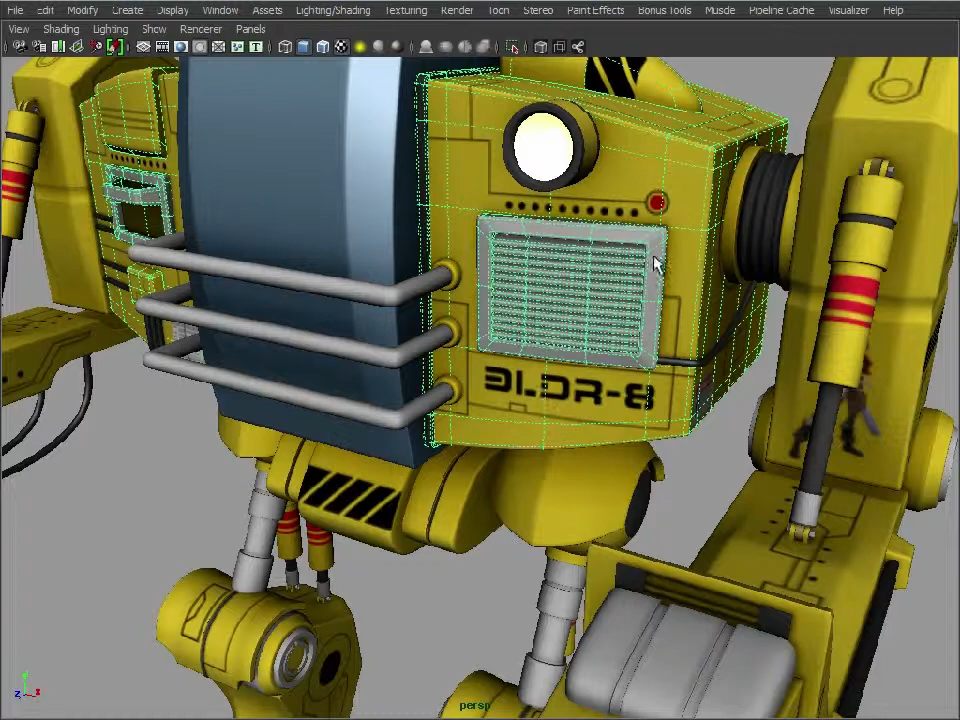 File Edit Modify Create Display Window Assets Lighting/Shading Texturing Render Toon Stereo Paint Effects Bonus Tools Muscle Pipeline Cache Visualizer Help
View Shading Lighting Show Renderer Panels
BLDR-8
persp